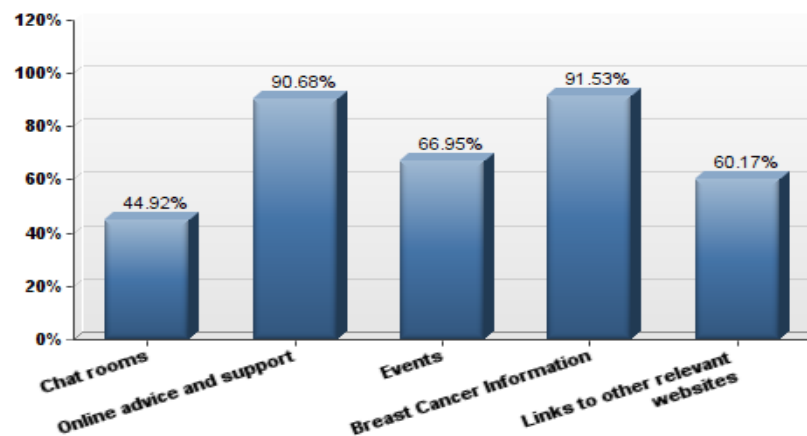 120%
100%
80%
60%
40%
20%
0%
44.92%
90.68%
66.95%
91.53%
60.17%
Chat rooms
Online advice and support
Events
Breast Cancer Information
Links to other relevant
websites